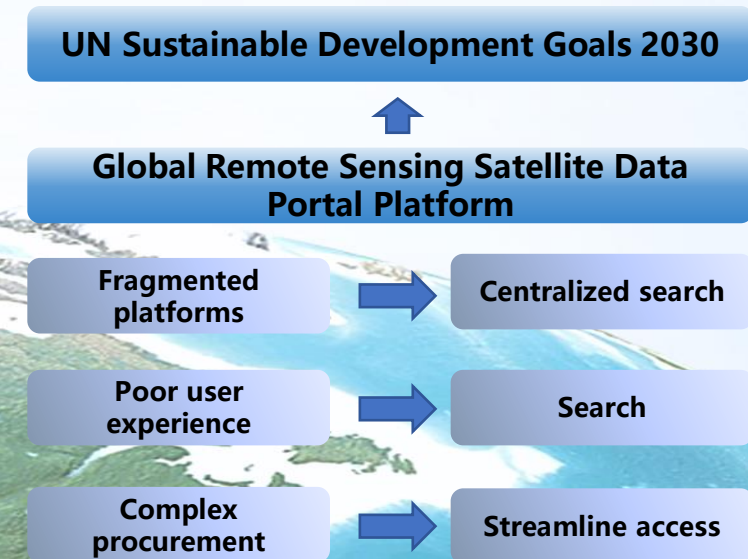 UN Sustainable Development Goals 2030
Global Remote Sensing Satellite Data
Portal Platform
Fragmented
platforms
Centralized search
Poor user
experience
Search
Complex
procurement
Streamline access